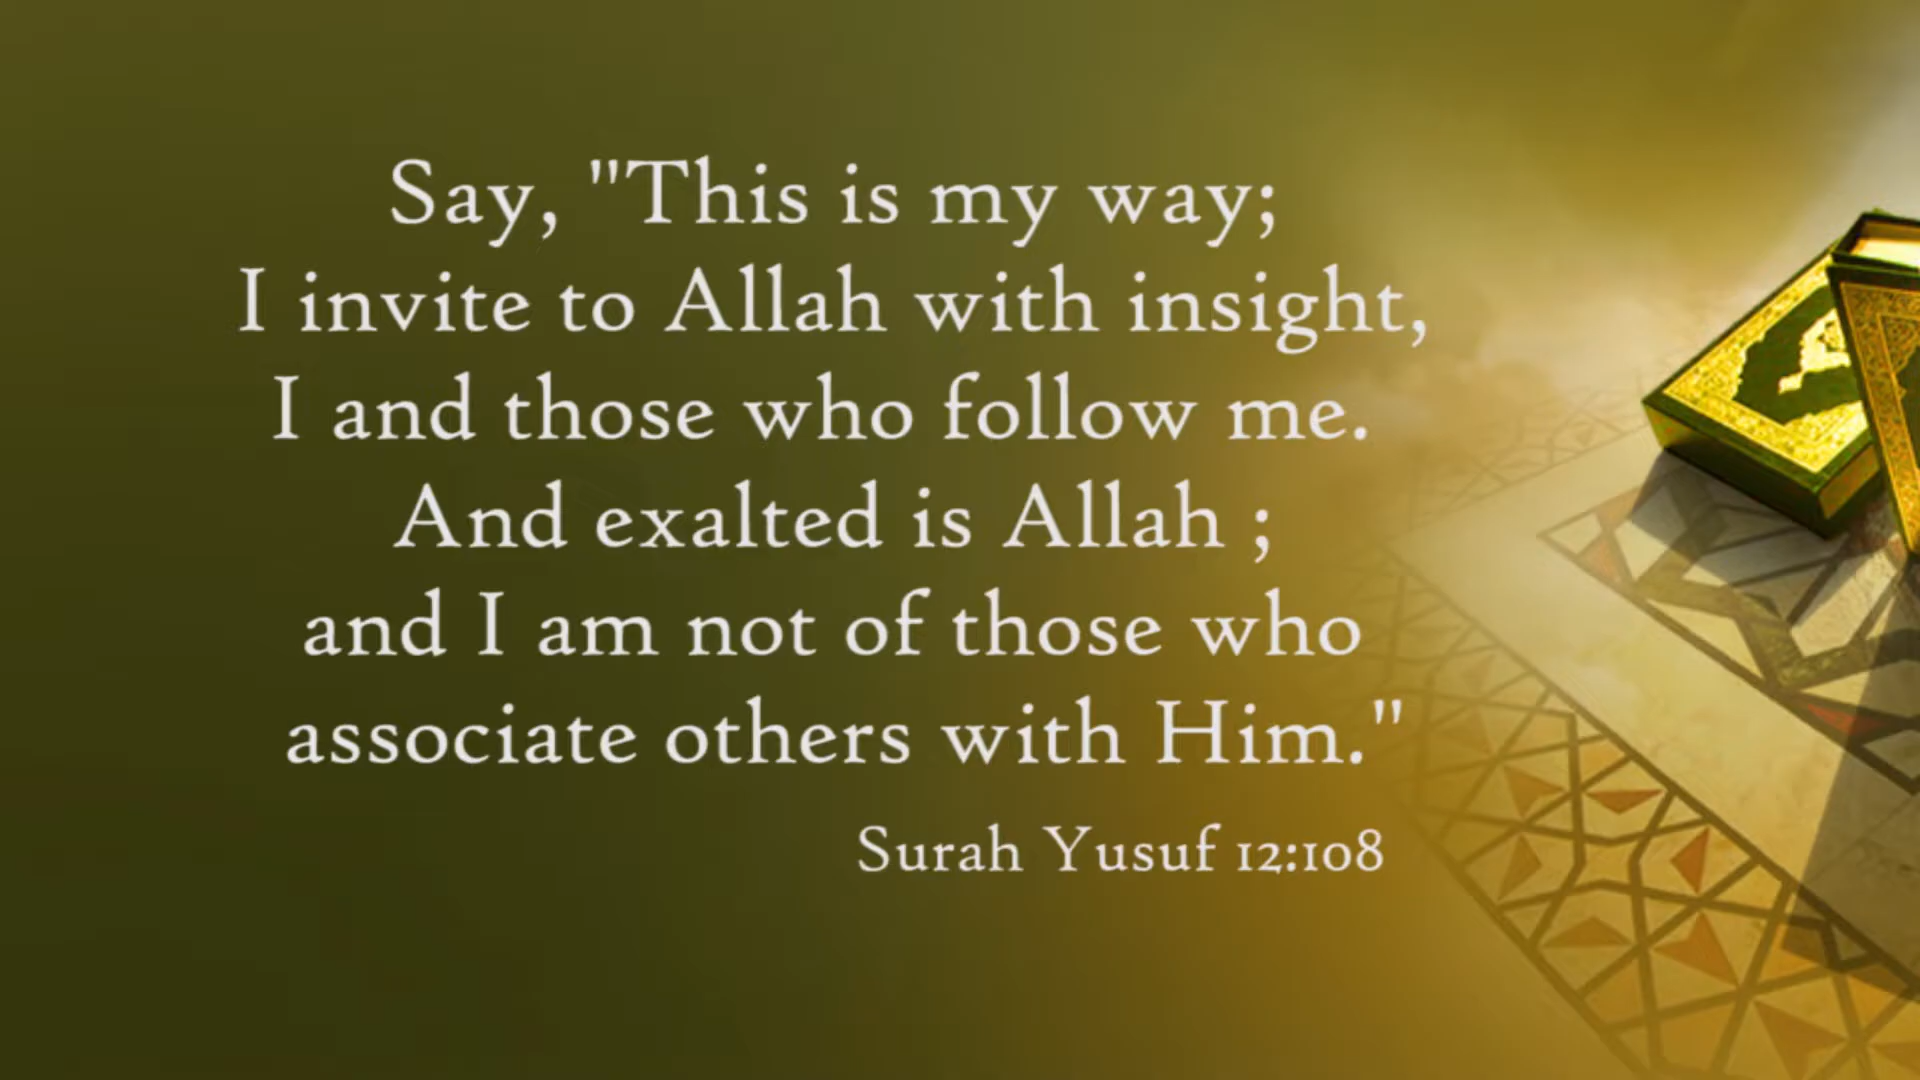 Say, "This is my way;
I invite to Allah with insight,
I and those who follow me.
And exalted is Allah ;
and I am not of those who
associate others with Him."
Surah Yusuf 12:108